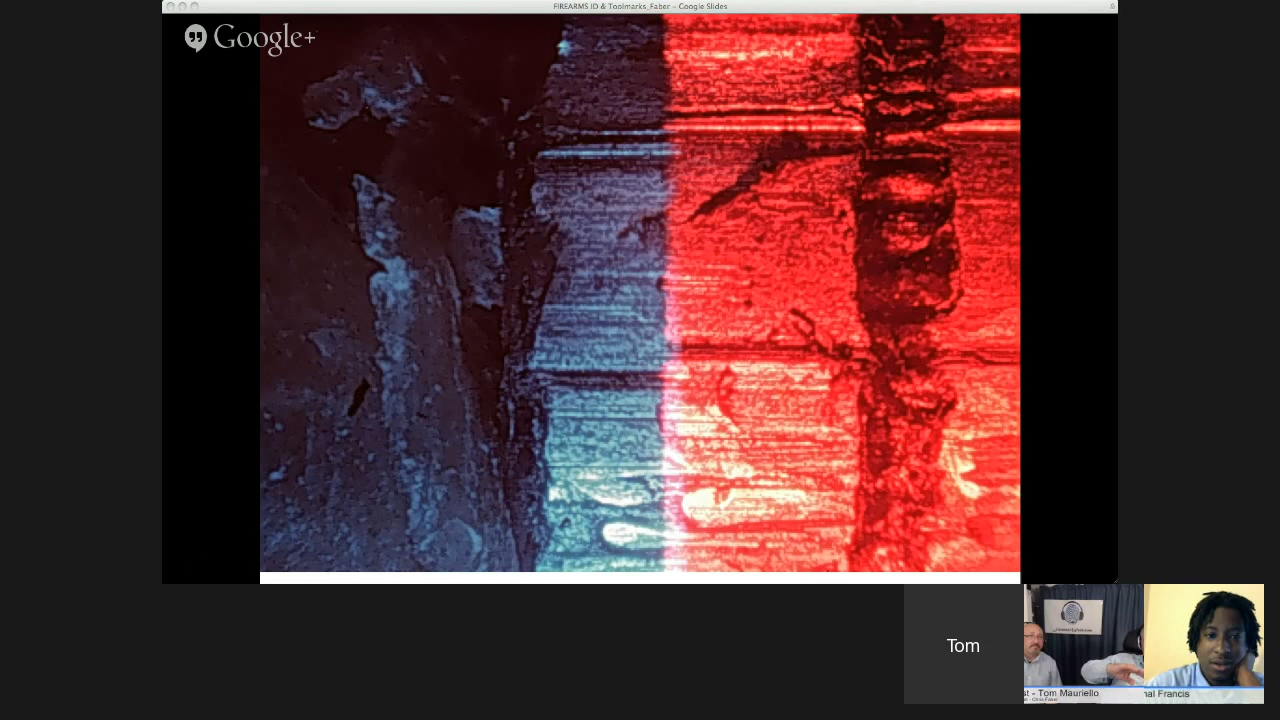 FIREARMS ID & Toolmarks_Faber – Google Slides
Google+
Tom
st - Tom Mauriello
nal Francis